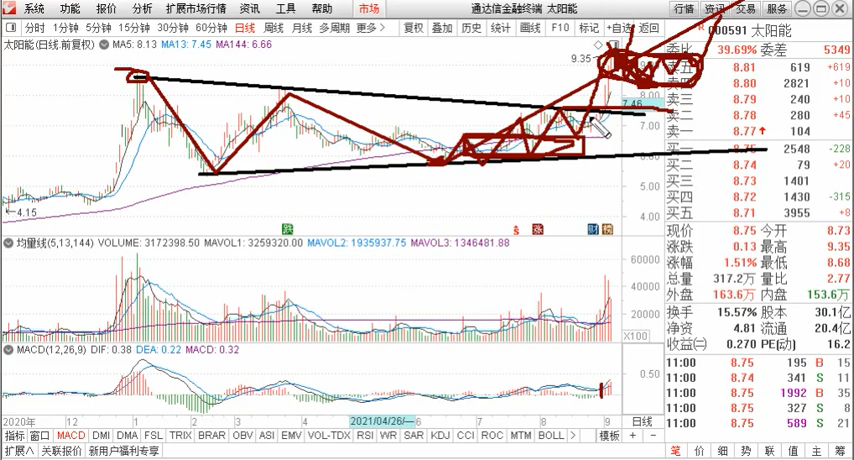 系统 功能 报价 分析 扩展市场行情 资讯 工具 帮助 市场 通达信金融终端 太阳能 行情 资讯 交易 服务
分时 1分钟 5分钟 15分钟 30分钟 60分钟 日线 周线 月线 多周期 更多> 复权 叠加 历史 统计 画线 F10 标记 +自选 返回
太阳能(日线.前复权) MA5: 8.13 MA13: 7.45 MA144: 6.66
R 000591 太阳能
委比 39.69% 委差 5349
卖五 8.81 619 +619
卖四 8.80 2821 +10
卖三 8.79 240 +10
卖二 8.78 280 +45
卖一 8.77 104
买一 8.75 2548 -228
买二 8.74 79 +20
买三 8.73 1401
买四 8.72 1430 -315
买五 8.71 3955 +8
现价 8.75 今开 8.73
涨跌 0.13 最高 9.35
涨幅 1.51% 最低 8.68
总量 317.2万 量比 2.77
外盘 163.6万 内盘 153.6万
换手 15.57% 股本 30.1亿
净资 4.81 流通 20.4亿
收益㈡ 0.270 PE(动) 16.2
11:00 8.75 195 B 15
11:00 8.74 341 S 11
11:00 8.75 1992 B 35
11:00 8.75 327 S 8
11:00 8.75 589 S 21
笔 价 细 势 联 值 主 筹
9.35
8.00
7.46
7.00
6.00
5.00
4.00
4.15
跌 涨 财 榜
均量线(5,13,144) VOLUME: 3172398.50 MAVOL1: 3259320.00 MAVOL2: 1935937.75 MAVOL3: 1346481.88
60000
40000
20000
X100
MACD(12,26,9) DIF: 0.38 DEA: 0.22 MACD: 0.32
0.50
2020年 12 1 2 3 2021/04/26/一 6 7 8 9 日线
指标 窗口 MACD DMI DMA FSL TRIX BRAR OBV ASI EMV VOL-TDX RSI WR SAR KDJ CCI ROC MTM BOLL > 模板 + −
扩展∧ 关联报价 新用户福利专享